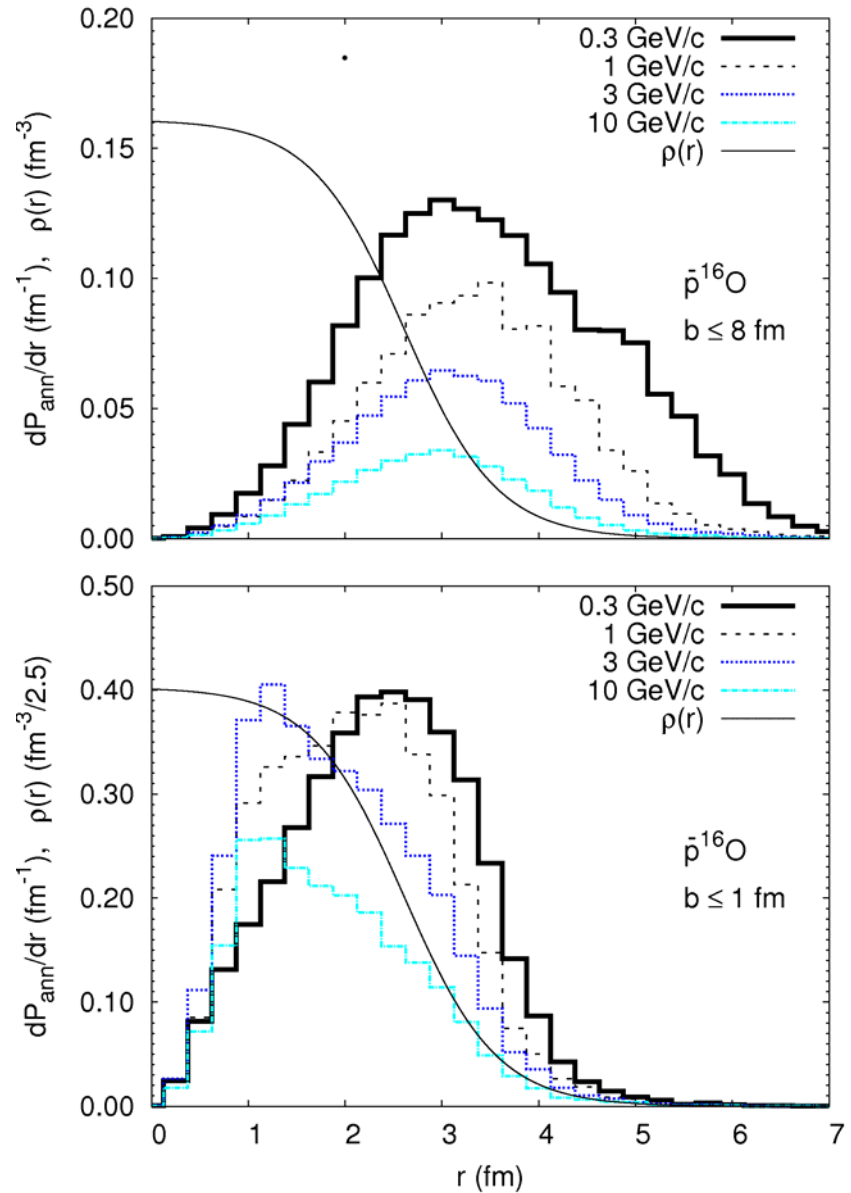 0.20
0.15
0.10
0.05
0.00
dP_ann/dr (fm⁻¹), ρ(r) (fm⁻³)
0.3 GeV/c
1 GeV/c
3 GeV/c
10 GeV/c
ρ(r)
p̄¹⁶O
b ≤ 8 fm
0.50
0.40
0.30
0.20
0.10
0.00
dP_ann/dr (fm⁻¹), ρ(r) (fm⁻³/2.5)
0.3 GeV/c
1 GeV/c
3 GeV/c
10 GeV/c
ρ(r)
p̄¹⁶O
b ≤ 1 fm
0 1 2 3 4 5 6 7
r (fm)